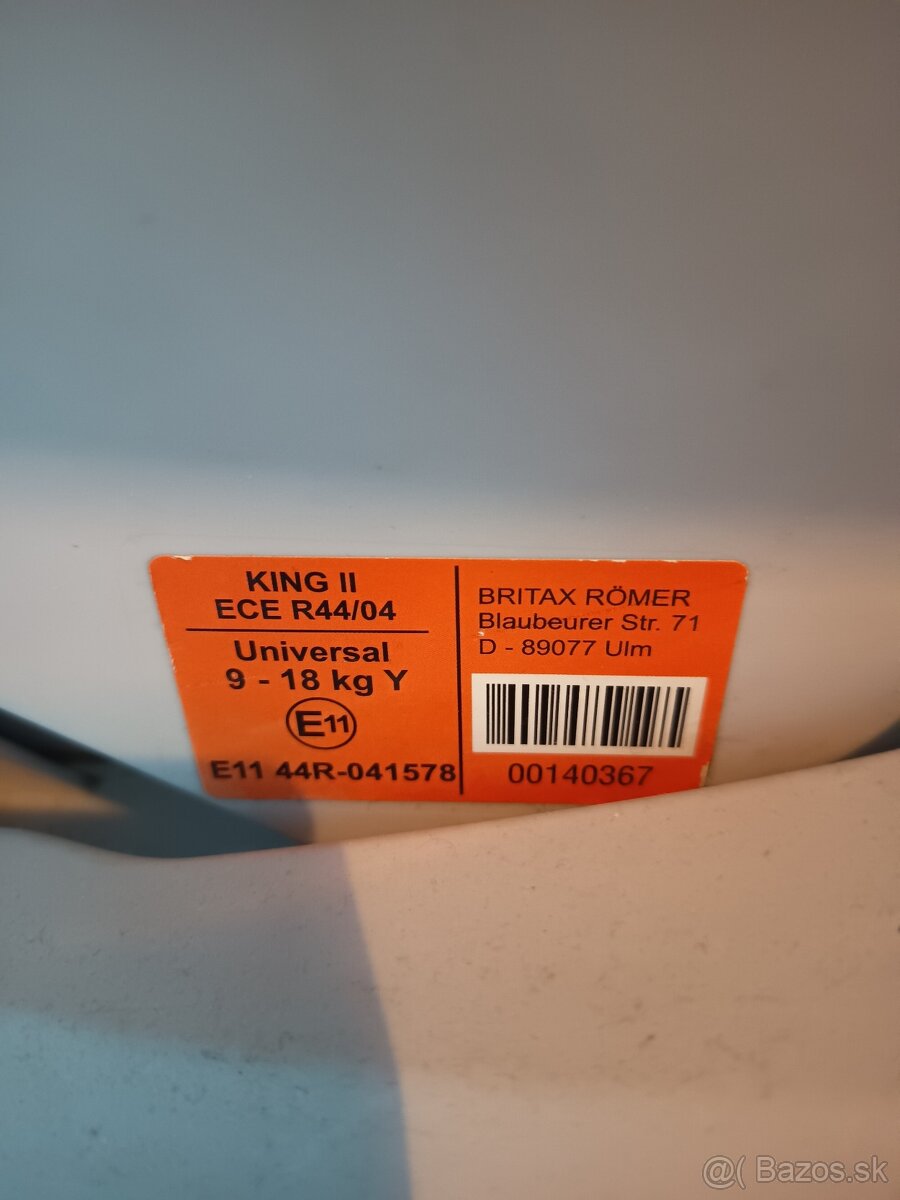 KING II
ECE R44/04
Universal
9 - 18 kg Y
E11
E11 44R-041578
BRITAX RÖMER
Blaubeurer Str. 71
D - 89077 Ulm
00140367
@( Bazos.sk